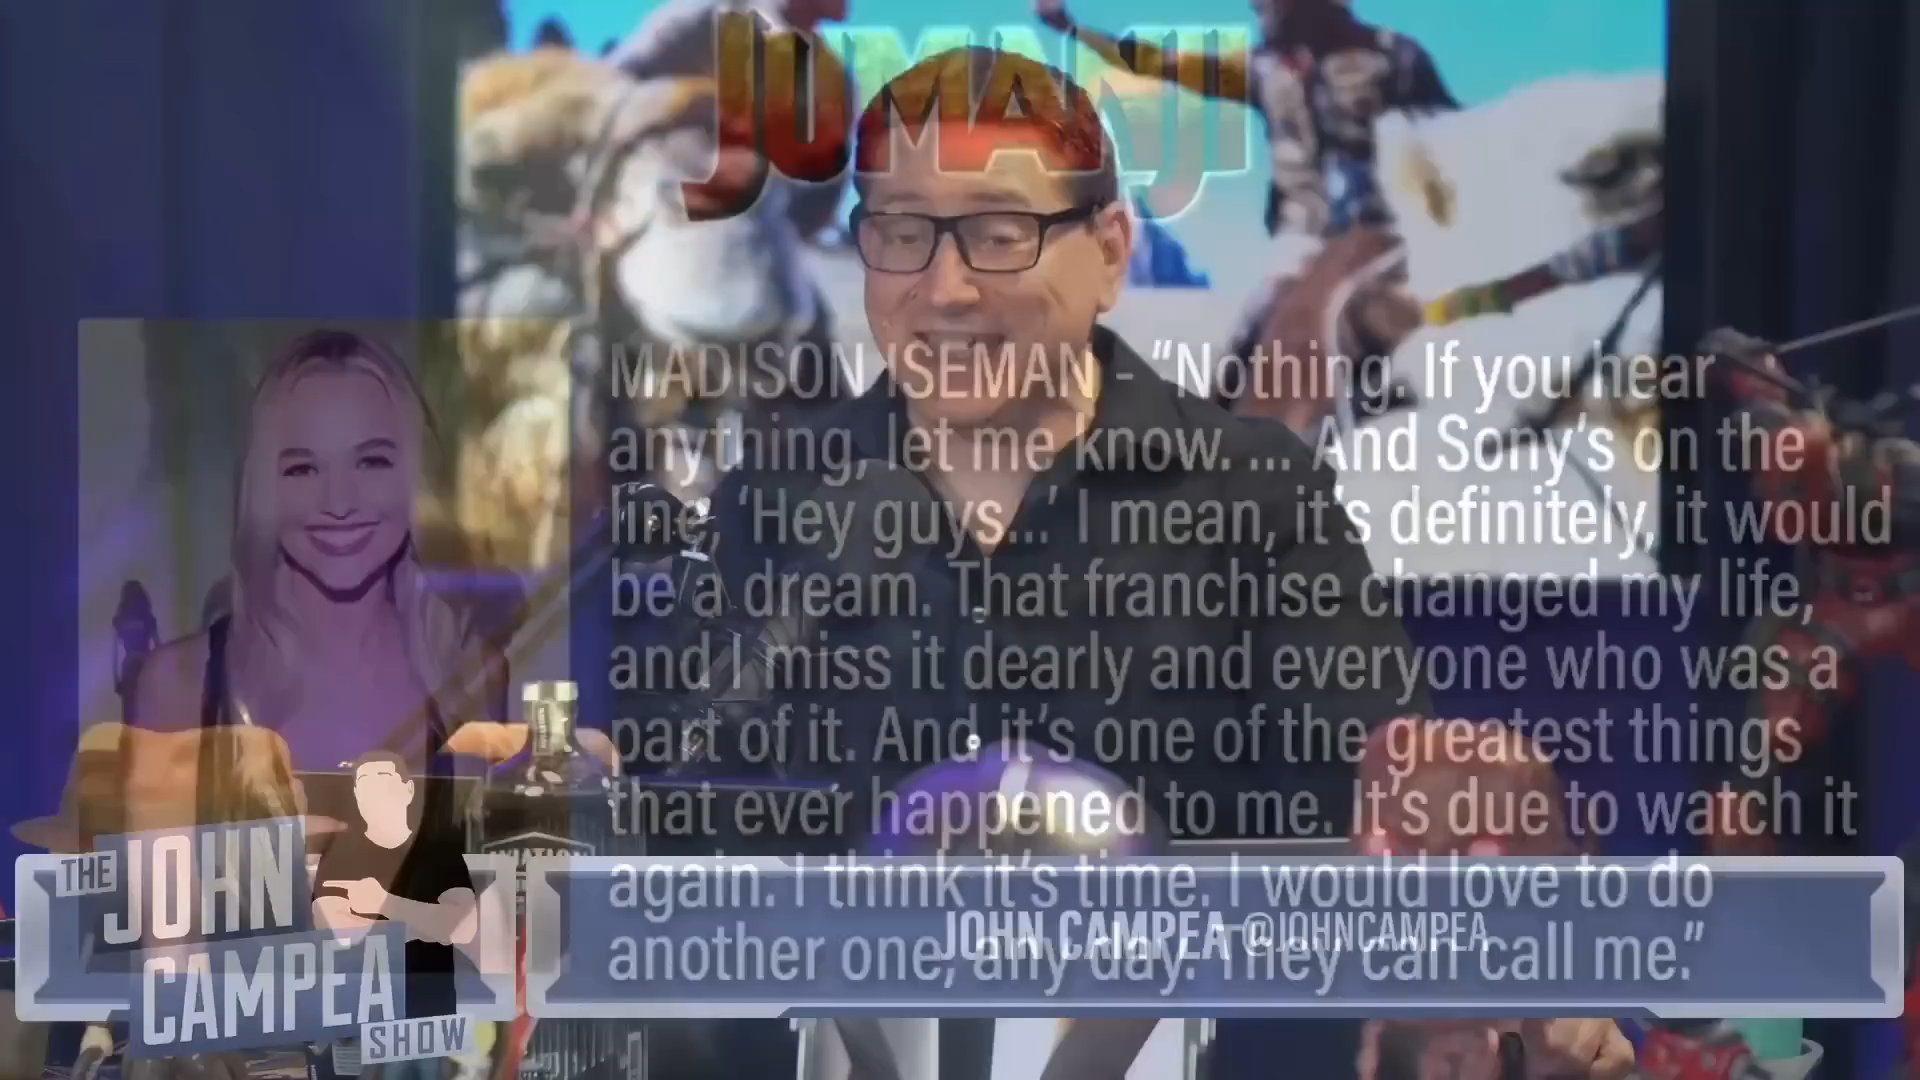 JUMANJI
MADISON ISEMAN - “Nothing. If you hear
anything, let me know. ... And Sony’s on the
line, ‘Hey guys...’ I mean, it’s definitely, it would
be a dream. That franchise changed my life,
and I miss it dearly and everyone who was a
part of it. And it’s one of the greatest things
that ever happened to me. It’s due to watch it
again. I think it’s time. I would love to do
another one, any day. They can call me.”
AVIATION
THE
JOHN
CAMPEA
SHOW
JOHN CAMPEA @JOHNCAMPEA